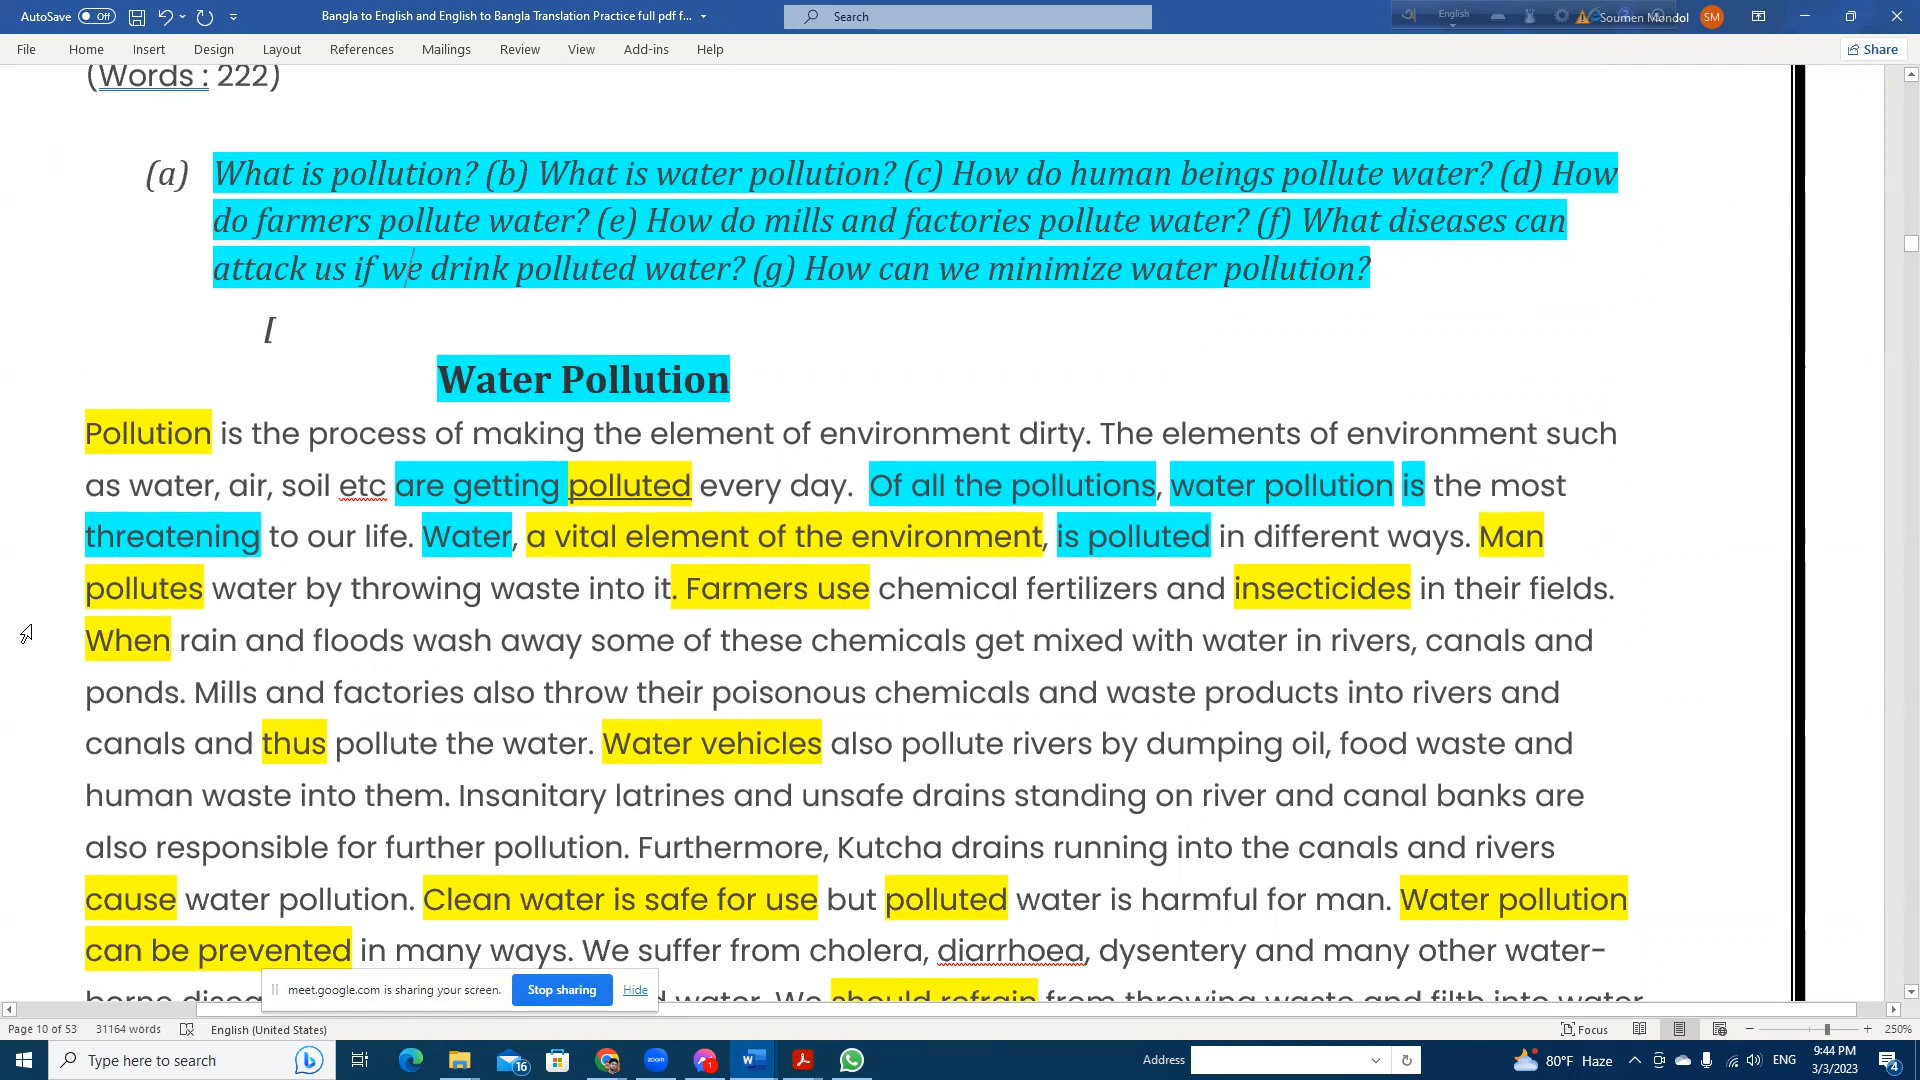 AutoSave Off Bangla to English and English to Bangla Translation Practice full pdf f... Search English Soumen Mondol SM
File Home Insert Design Layout References Mailings Review View Add-ins Help Share
(Words : 222)
(a) What is pollution? (b) What is water pollution? (c) How do human beings pollute water? (d) How
do farmers pollute water? (e) How do mills and factories pollute water? (f) What diseases can
attack us if we drink polluted water? (g) How can we minimize water pollution?
[
Water Pollution
Pollution is the process of making the element of environment dirty. The elements of environment such
as water, air, soil etc are getting polluted every day. Of all the pollutions, water pollution is the most
threatening to our life. Water, a vital element of the environment, is polluted in different ways. Man
pollutes water by throwing waste into it. Farmers use chemical fertilizers and insecticides in their fields.
When rain and floods wash away some of these chemicals get mixed with water in rivers, canals and
ponds. Mills and factories also throw their poisonous chemicals and waste products into rivers and
canals and thus pollute the water. Water vehicles also pollute rivers by dumping oil, food waste and
human waste into them. Insanitary latrines and unsafe drains standing on river and canal banks are
also responsible for further pollution. Furthermore, Kutcha drains running into the canals and rivers
cause water pollution. Clean water is safe for use but polluted water is harmful for man. Water pollution
can be prevented in many ways. We suffer from cholera, diarrhoea, dysentery and many other water-
water. We should refrain from throwing waste and filth into water
meet.google.com is sharing your screen. Stop sharing Hide
Page 10 of 53 31164 words English (United States) Focus 250%
Type here to search 16 1 Address 80°F Haze ENG 9:44 PM
3/3/2023 4